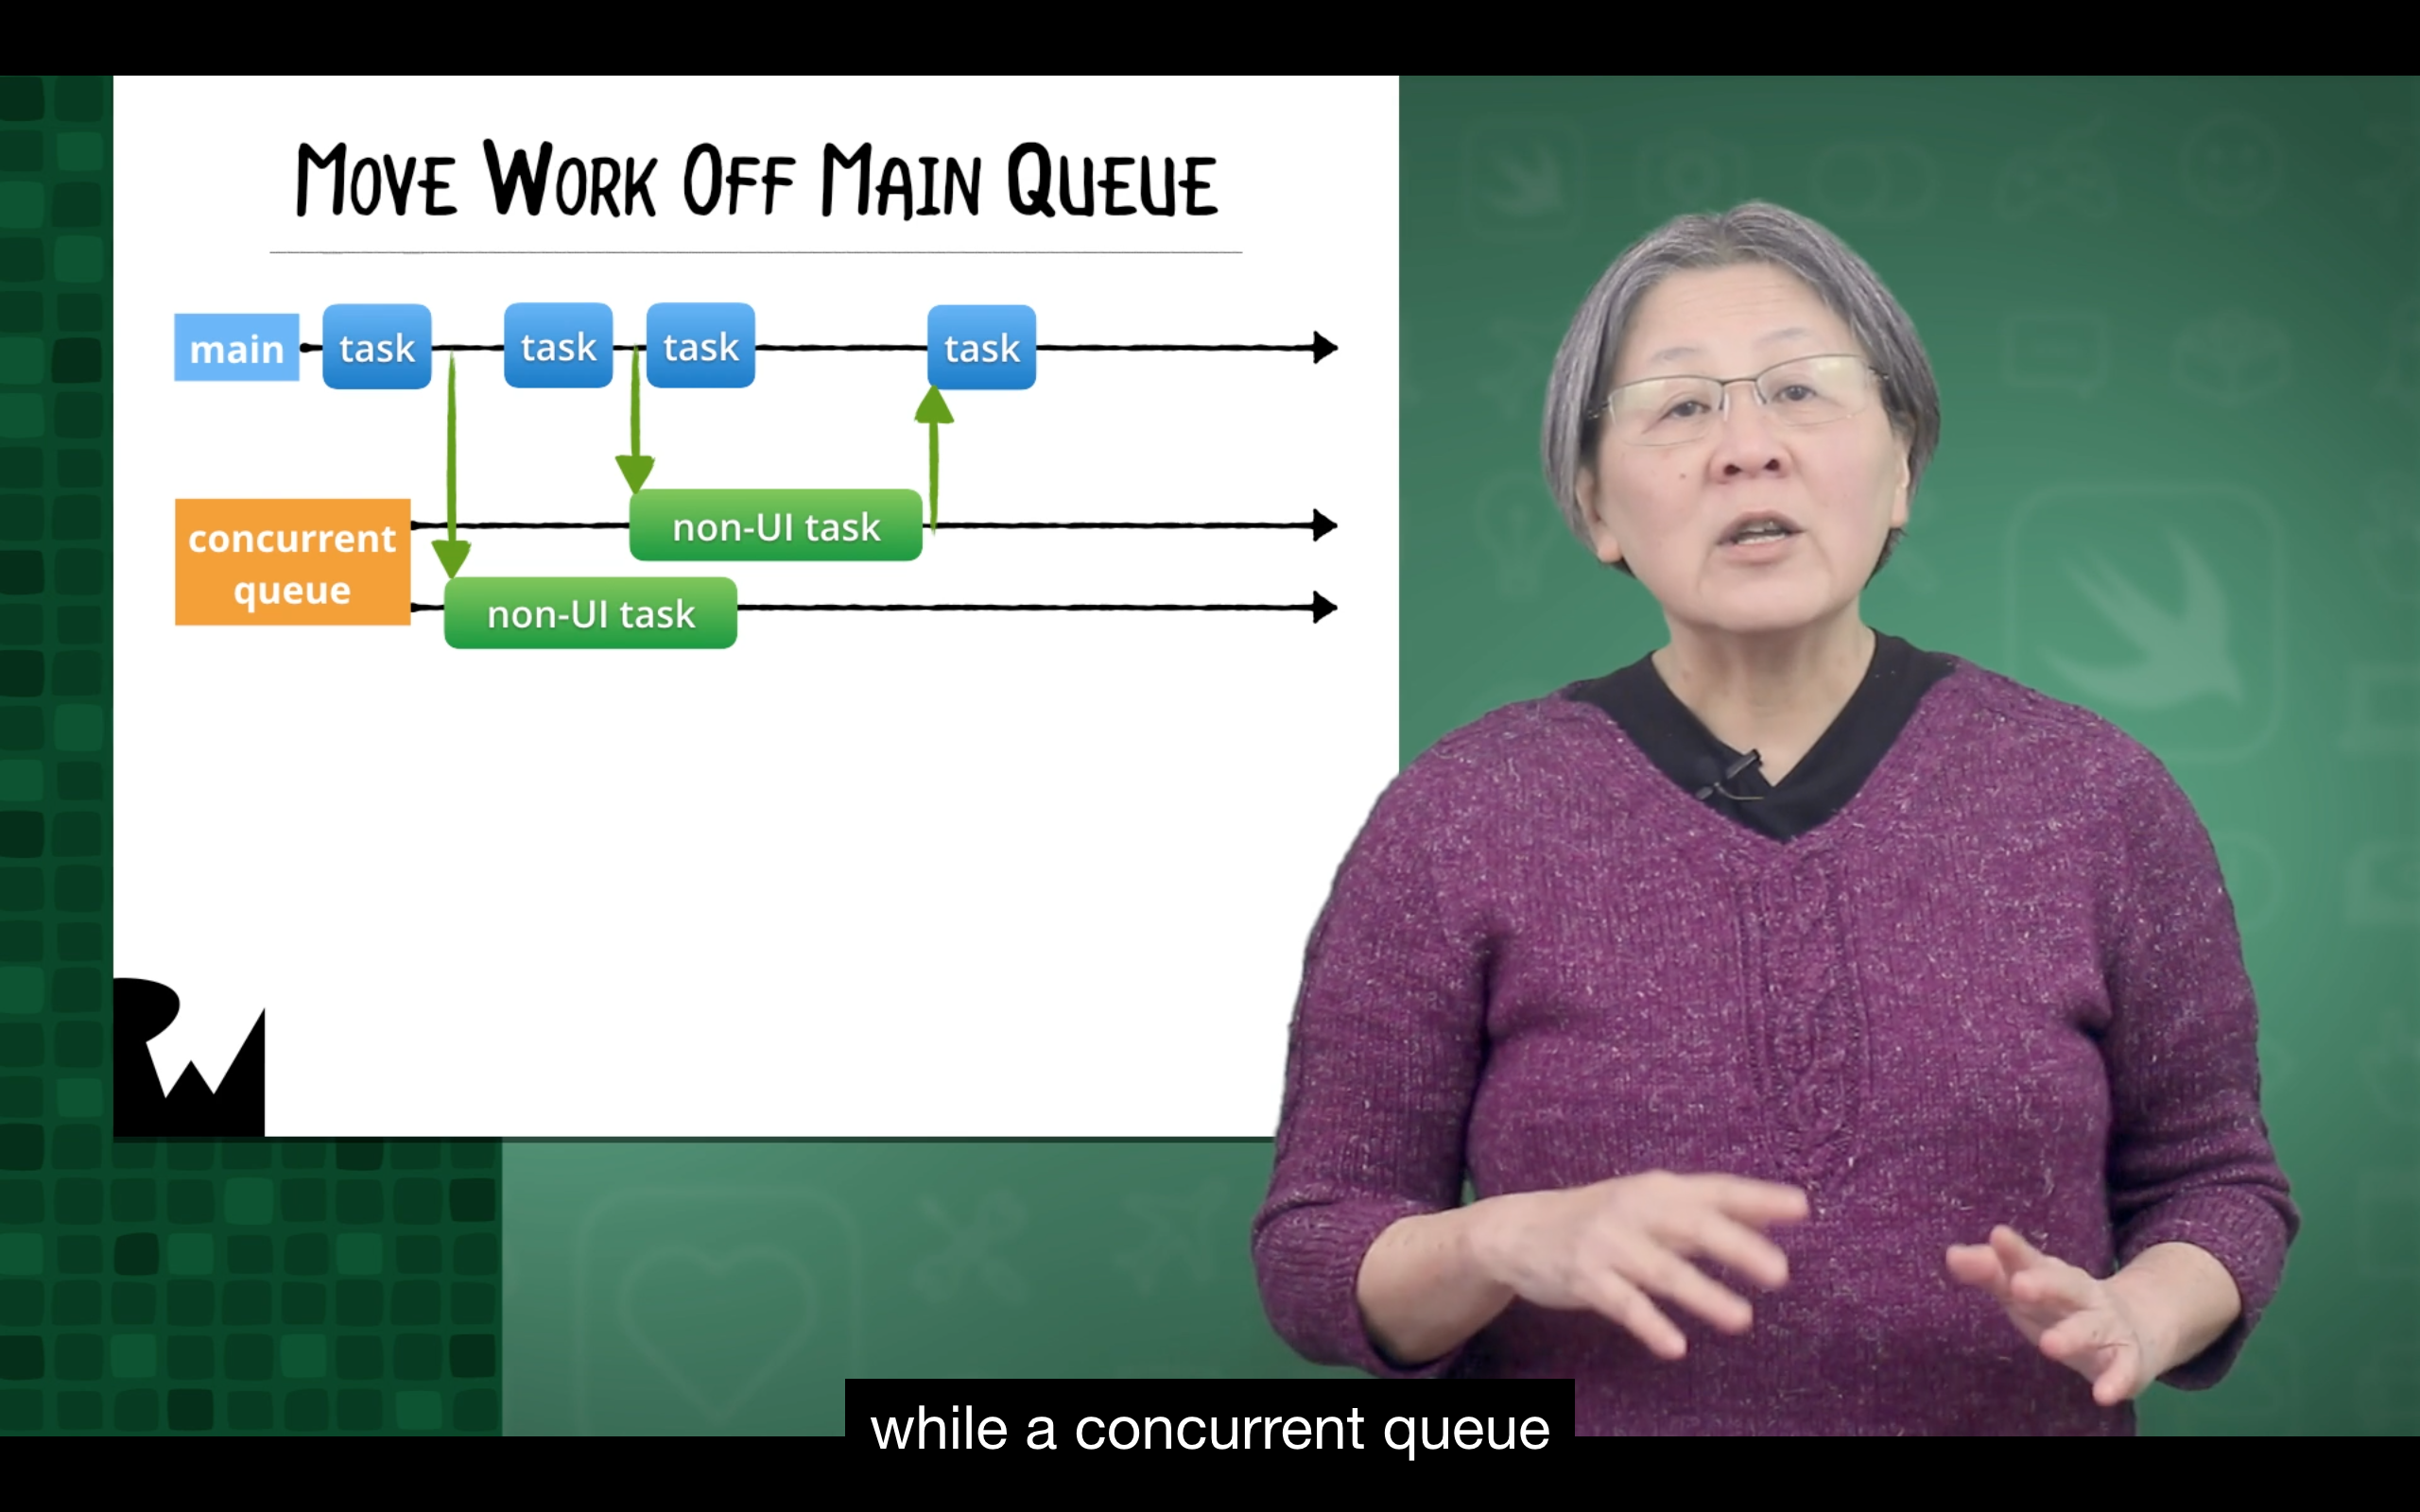 MOVE WORK OFF MAIN QUEUE
main task task task task
concurrent
queue
non-UI task
non-UI task
RW
while a concurrent queue